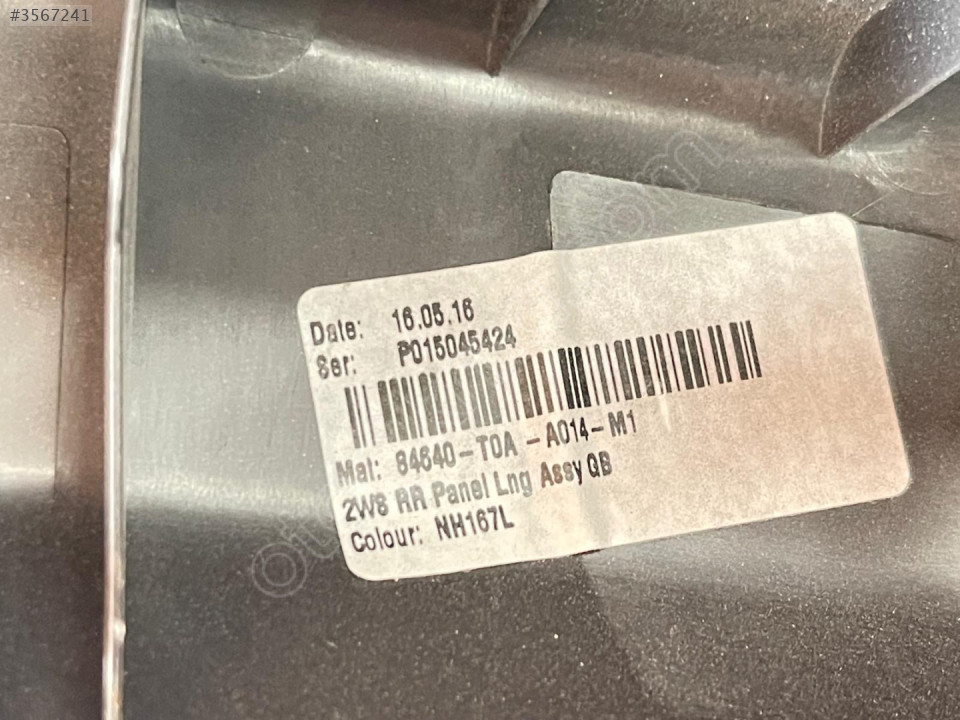 #3567241
Date: 16.05.16
Ser: P015045424
Mat: 84640-T0A -A014-M1
2WS RR Panel Lng Assy QB
Colour: NH167L